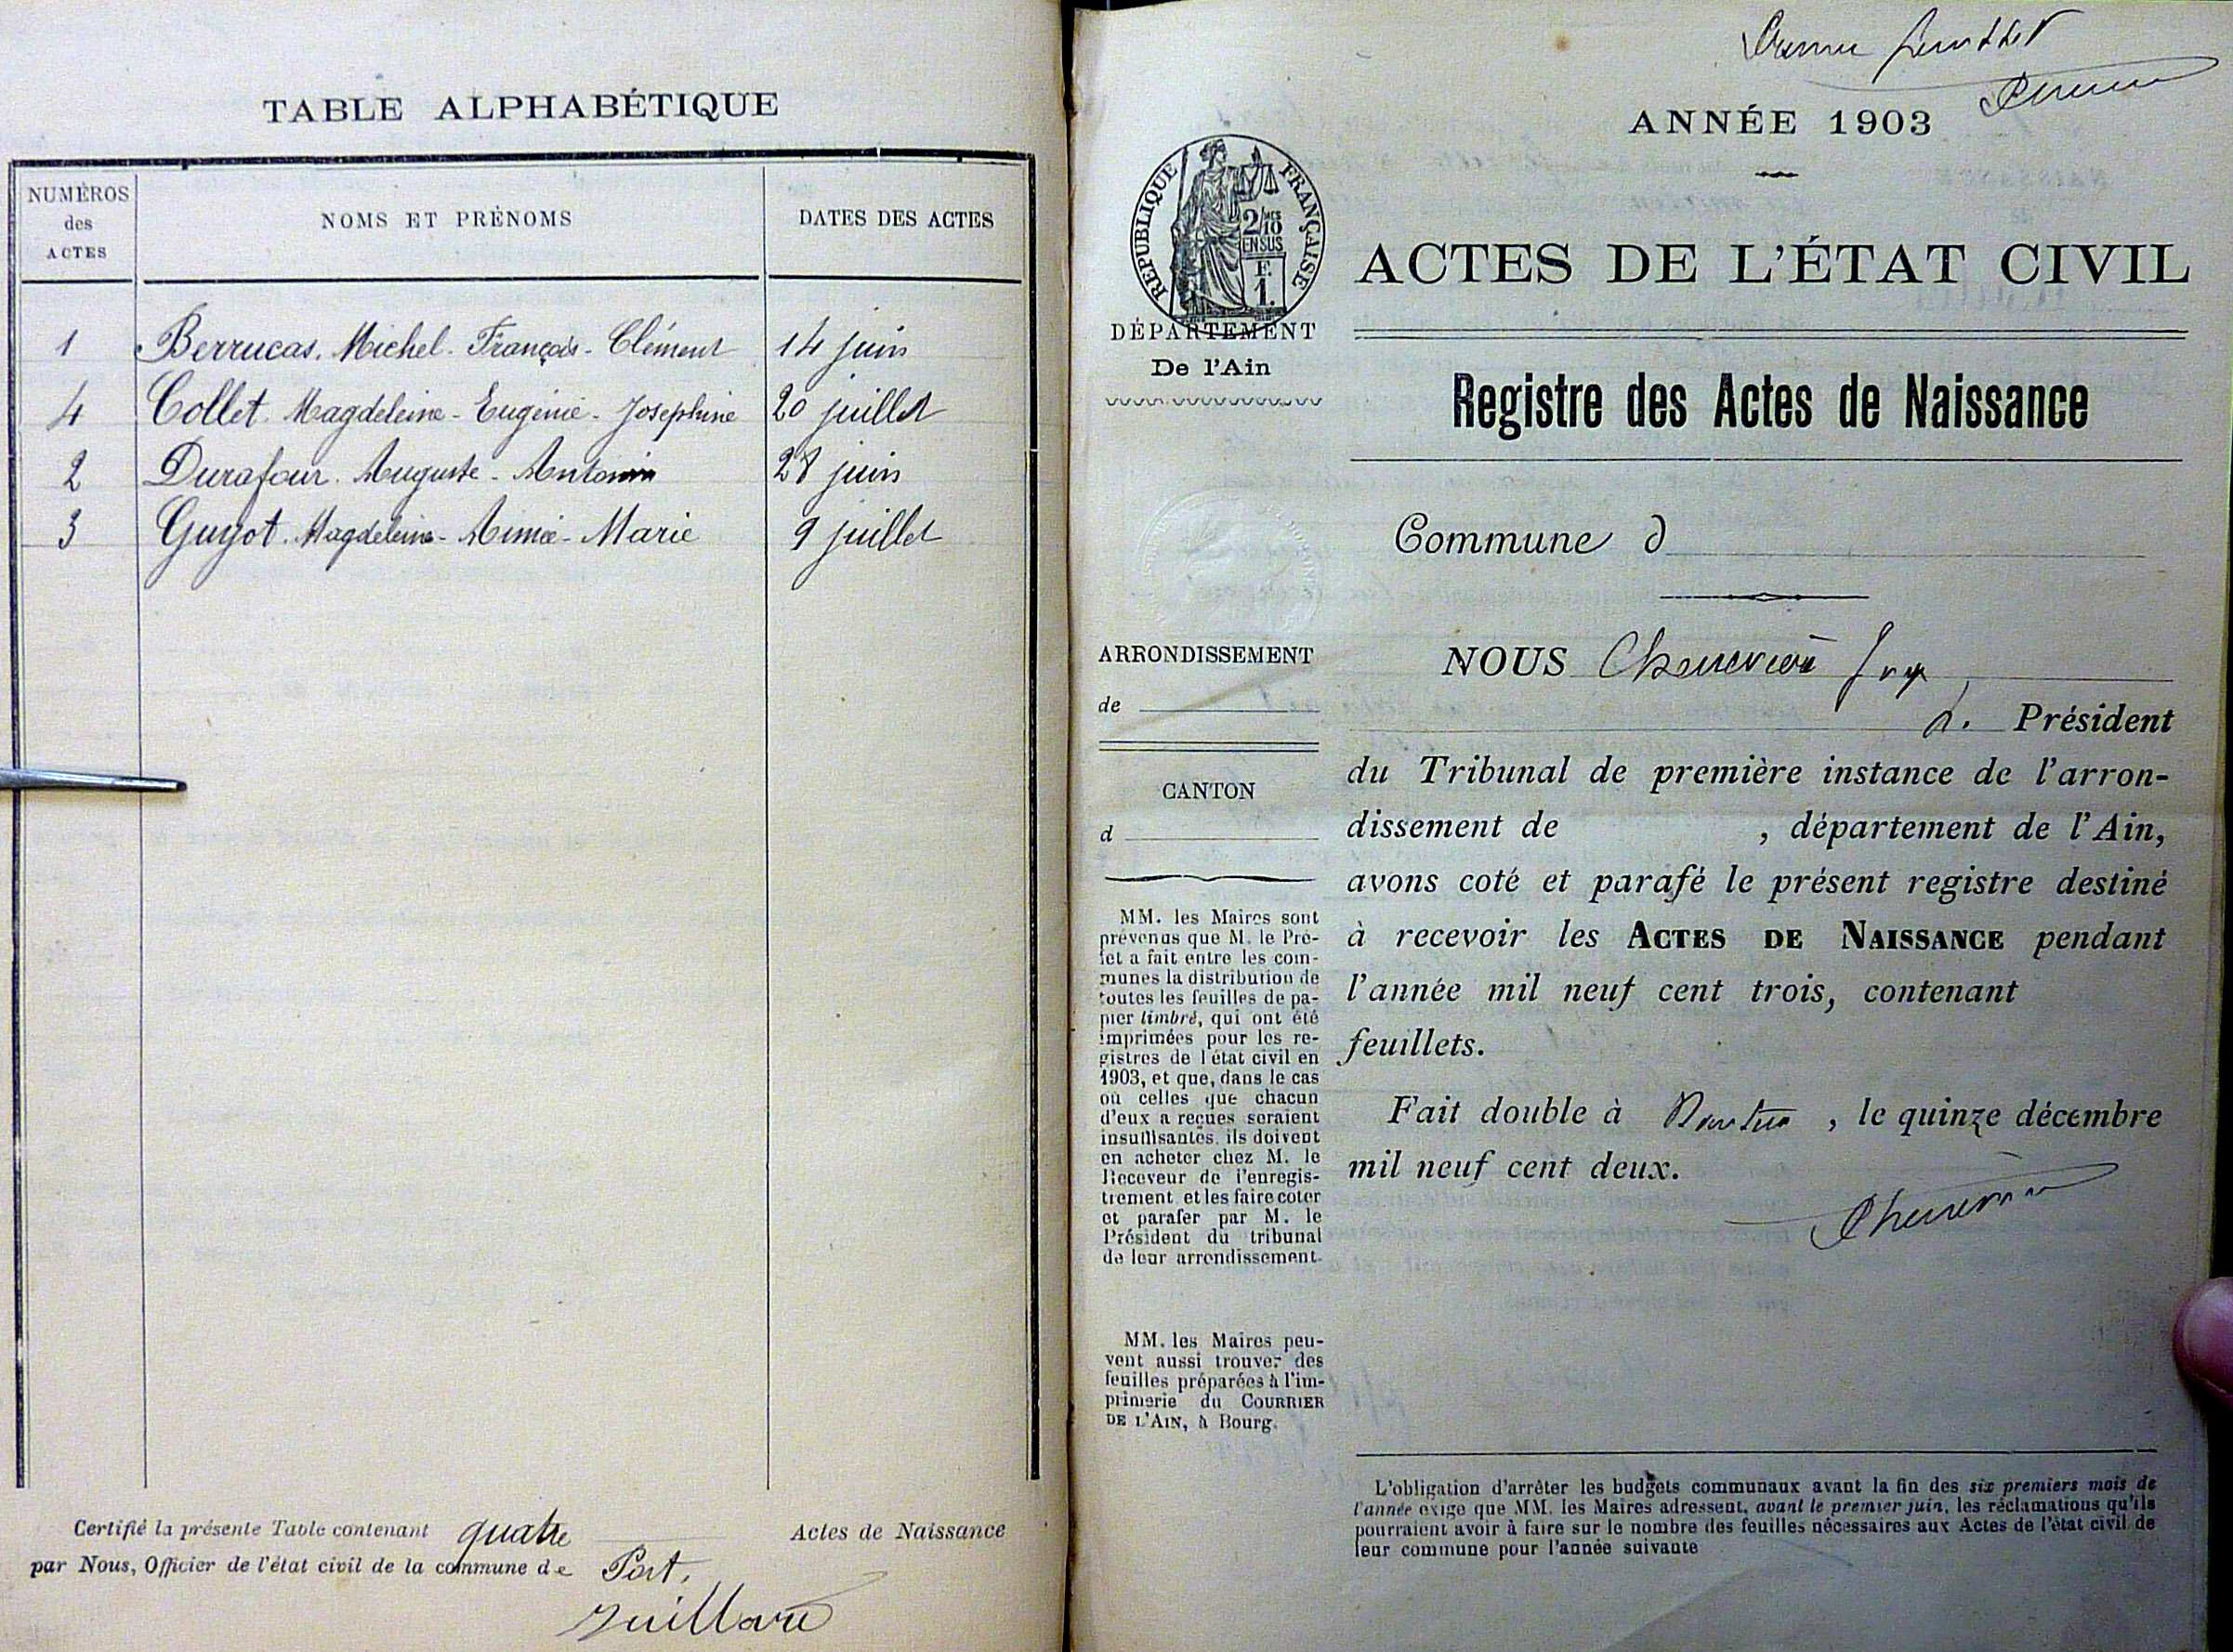 TABLE ALPHABÉTIQUE
NUMÉROS
des
ACTES
NOMS ET PRÉNOMS
DATES DES ACTES
1 Berrucas. Michel - François - Clément 14 juin
4 Collet. Magdeleine - Eugénie - Joséphine 20 juillet
2 Durafour. Auguste - Antonin 28 juin
3 Guyot. Magdeleine - Aimée - Marie 9 juillet
Certifié la présente Table contenant quatre Actes de Naissance
par Nous, Officier de l'état civil de la commune de Port,
Juillard
ANNÉE 1903
RÉPUBLIQUE FRANÇAISE
2/10 EN SUS
F.
1.
ACTES DE L'ÉTAT CIVIL
DÉPARTEMENT
De l'Ain
Registre des Actes de Naissance
Commune d
ARRONDISSEMENT
de
CANTON
d
MM. les Maires sont
prévenus que M. le Pré-
fet a fait entre les com-
munes la distribution de
toutes les feuilles de pa-
pier timbré, qui ont été
imprimées pour les re-
gistres de l'état civil en
1903, et que, dans le cas
où celles que chacun
d'eux a reçues seraient
insuffisantes, ils doivent
en acheter chez M. le
Receveur de l'enregis-
trement et les faire coter
et parafer par M. le
Président du tribunal
de leur arrondissement.
MM. les Maires peu-
vent aussi trouver des
feuilles préparées à l'im-
primerie du COURRIER
DE L'AIN, à Bourg.
NOUS Chenevière
Président
du Tribunal de première instance de l'arron-
dissement de , département de l'Ain,
avons coté et parafé le présent registre destiné
à recevoir les ACTES DE NAISSANCE pendant
l'année mil neuf cent trois, contenant
feuillets.
Fait double à Nantua, le quinze décembre
mil neuf cent deux.
L'obligation d'arrêter les budgets communaux avant la fin des six premiers mois de
l'année exige que MM. les Maires adressent, avant le premier juin, les réclamations qu'ils
pourraient avoir à faire sur le nombre des feuilles nécessaires aux Actes de l'état civil de
leur commune pour l'année suivante